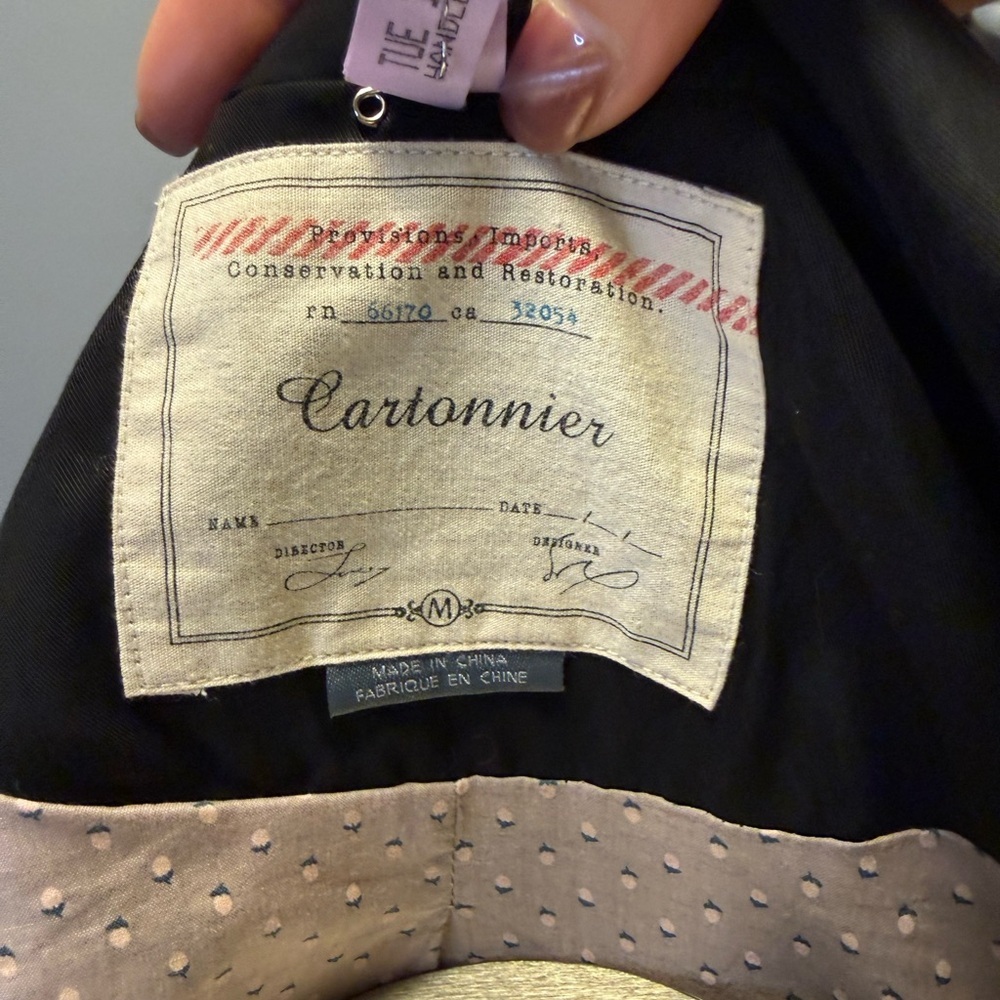 TUE
HANDLE
Provisions, Imports,
Conservation and Restoration.
rn 66170 ca 32054
Cartonnier
NAME DATE / /
DIRECTOR DESIGNER
M
MADE IN CHINA
FABRIQUE EN CHINE